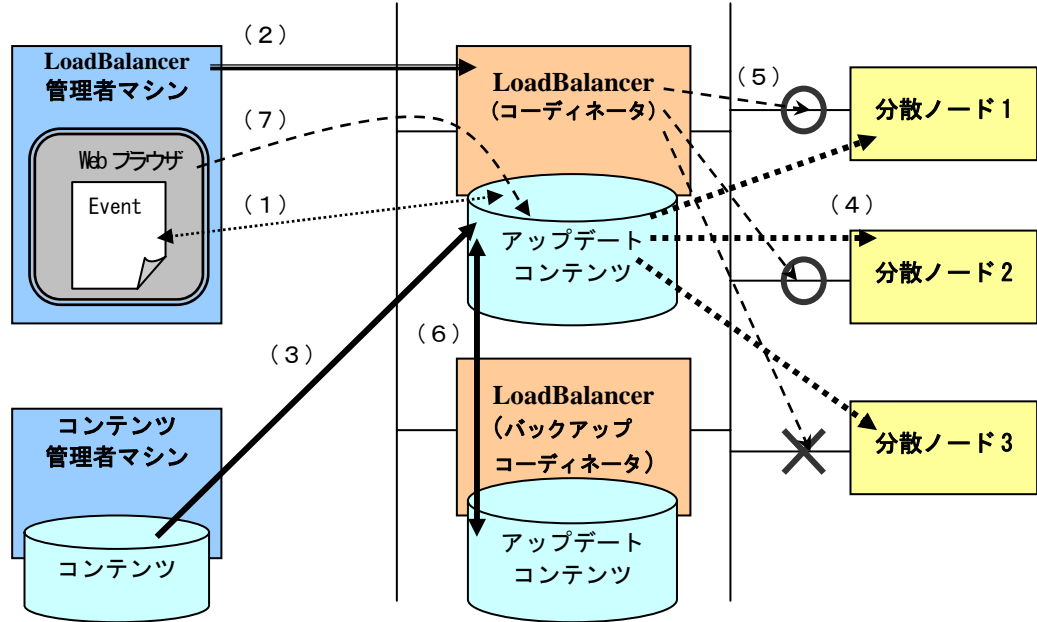 （２）
LoadBalancer
管理者マシン
Web ブラウザ
Event
（７）
（１）
LoadBalancer
(コーディネータ)
アップデート
コンテンツ
（５）
分散ノード１
（４）
分散ノード２
（３）
（６）
コンテンツ
管理者マシン
コンテンツ
LoadBalancer
(バックアップ
コーディネータ)
アップデート
コンテンツ
分散ノード３